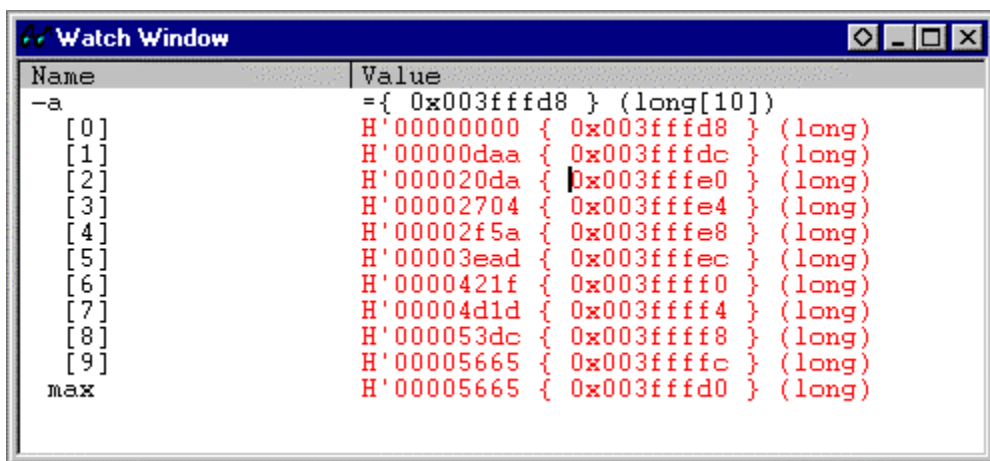 Watch Window
Name Value
-a ={ 0x003fffd8 } (long[10])
[0] H'00000000 { 0x003fffd8 } (long)
[1] H'00000daa { 0x003fffdc } (long)
[2] H'000020da { 0x003fffe0 } (long)
[3] H'00002704 { 0x003fffe4 } (long)
[4] H'00002f5a { 0x003fffe8 } (long)
[5] H'00003ead { 0x003fffec } (long)
[6] H'0000421f { 0x003ffff0 } (long)
[7] H'00004d1d { 0x003ffff4 } (long)
[8] H'000053dc { 0x003ffff8 } (long)
[9] H'00005665 { 0x003ffffc } (long)
max H'00005665 { 0x003fffd0 } (long)